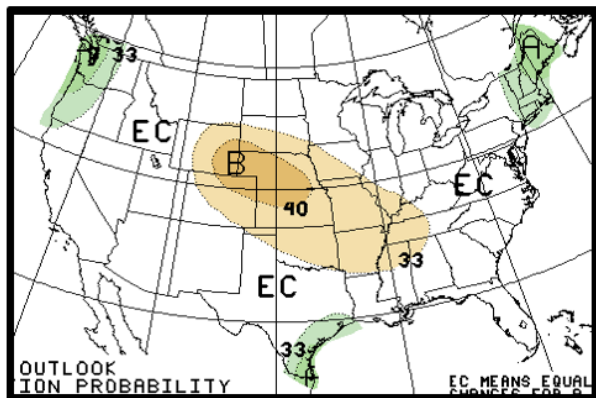 33
A
EC
B
EC
40
33
EC
33
OUTLOOK
ION PROBABILITY
EC MEANS EQUAL